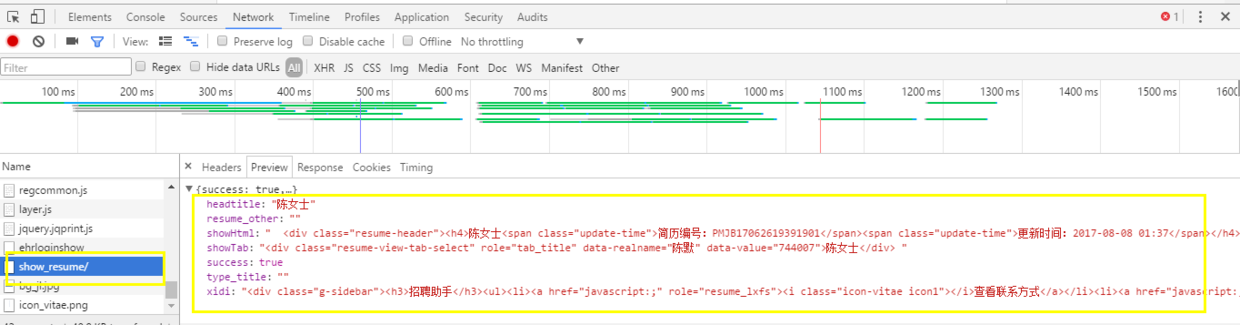 Elements Console Sources Network Timeline Profiles Application Security Audits 1
View: Preserve log Disable cache Offline No throttling
Filter Regex Hide data URLs All XHR JS CSS Img Media Font Doc WS Manifest Other
100 ms 200 ms 300 ms 400 ms 500 ms 600 ms 700 ms 800 ms 900 ms 1000 ms 1100 ms 1200 ms 1300 ms 1400 ms 1500 ms 1600
Name
Headers Preview Response Cookies Timing
regcommon.js
layer.js
jquery.jqprint.js
ehrloginshow
show_resume/
bg_jl.jpg
icon_vitae.png
{success: true,…}
headtitle: "陈女士"
resume_other: ""
showHtml: " <div class="resume-header"><h4>陈女士<span class="update-time">简历编号: PMJB17062619391901</span><span class="update-time">更新时间: 2017-08-08 01:37</span></h4>
showTab: "<div class="resume-view-tab-select" role="tab_title" data-realname="陈默" data-value="744007">陈女士</div> "
success: true
type_title: ""
xidi: "<div class="g-sidebar"><h3>招聘助手</h3><ul><li><a href="javascript:;" role="resume_lxfs"><i class="icon-vitae icon1"></i>查看联系方式</a></li><li><a href="javascript:;